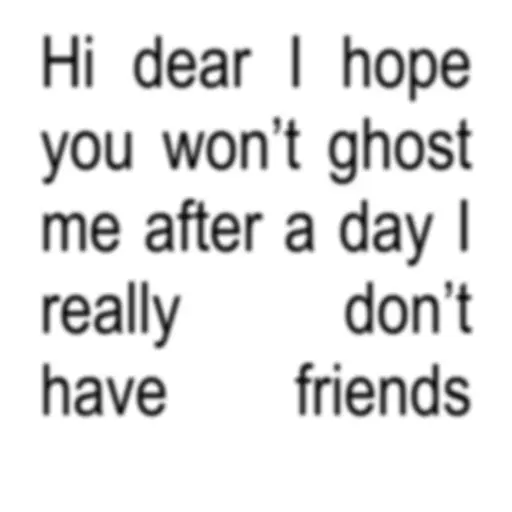 Hi dear I hope
you won’t ghost
me after a day I
really don’t
have friends